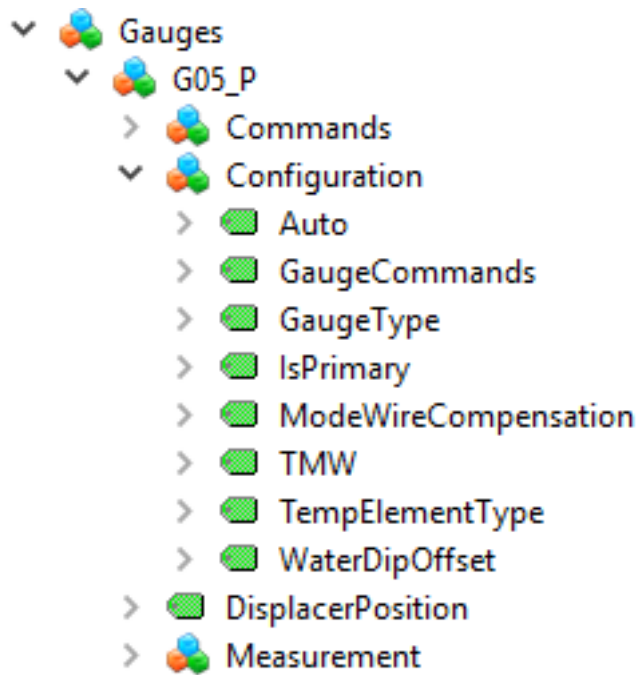 Gauges
G05_P
Commands
Configuration
Auto
GaugeCommands
GaugeType
IsPrimary
ModeWireCompensation
TMW
TempElementType
WaterDipOffset
DisplacerPosition
Measurement